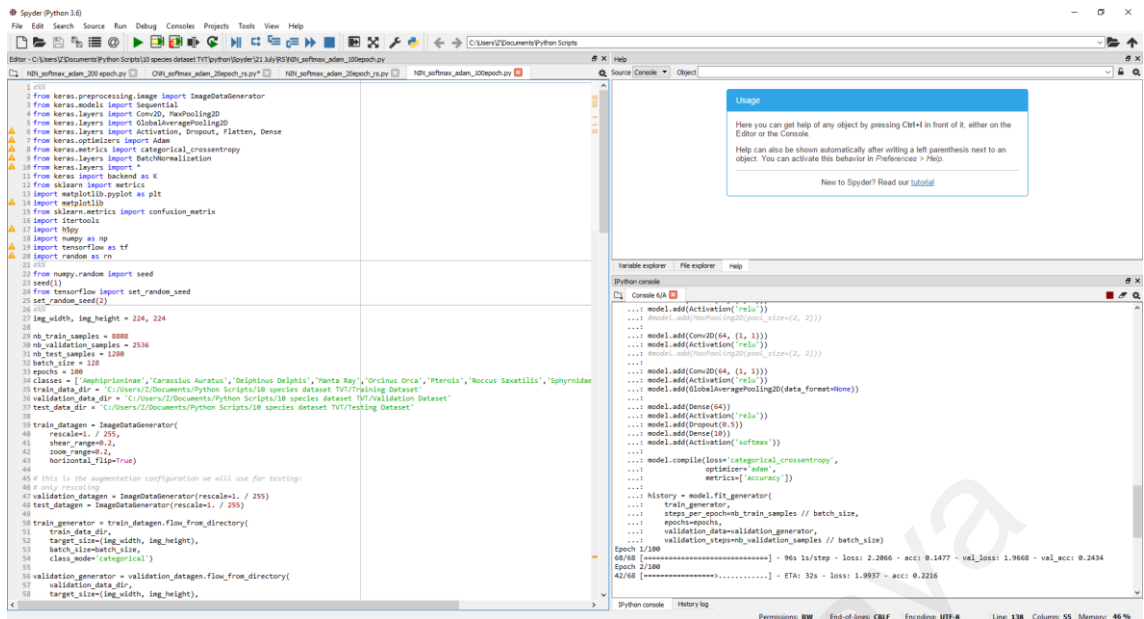 Spyder (Python 3.6)
File Edit Search Source Run Debug Consoles Projects Tools View Help
C:\Users\Z\Documents\Python Scripts
Editor - C:\Users\Z\Documents\Python Scripts\10 species dataset TVT\python\Spyder\21 July\RS\NIN_softmax_adam_100epoch.py
NIN_softmax_adam_200 epoch.py CNN_softmax_adam_20epoch_rs.py* NIN_softmax_adam_20epoch_rs.py NIN_softmax_adam_100epoch.py
1 #%%
2 from keras.preprocessing.image import ImageDataGenerator
3 from keras.models import Sequential
4 from keras.layers import Conv2D, MaxPooling2D
5 from keras.layers import GlobalAveragePooling2D
6 from keras.layers import Activation, Dropout, Flatten, Dense
7 from keras.optimizers import Adam
8 from keras.metrics import categorical_crossentropy
9 from keras.layers import BatchNormalization
10 from keras.layers import *
11 from keras import backend as K
12 from sklearn import metrics
13 import matplotlib.pyplot as plt
14 import matplotlib
15 from sklearn.metrics import confusion_matrix
16 import itertools
17 import h5py
18 import numpy as np
19 import tensorflow as tf
20 import random as rn
21 #%%
22 from numpy.random import seed
23 seed(1)
24 from tensorflow import set_random_seed
25 set_random_seed(2)
26 #%%
27 img_width, img_height = 224, 224
28
29 nb_train_samples = 8808
30 nb_validation_samples = 2536
31 nb_test_samples = 1280
32 batch_size = 128
33 epochs = 100
34 classes = ['Amphiprioninae','Carassius Auratus','Delphinus Delphis','Manta Ray','Orcinus Orca','Pterois','Roccus Saxatilis','Sphyrnidae
35 train_data_dir = 'C:/Users/Z/Documents/Python Scripts/10 species dataset TVT/Training Dataset'
36 validation_data_dir = 'C:/Users/Z/Documents/Python Scripts/10 species dataset TVT/Validation Dataset'
37 test_data_dir = 'C:/Users/Z/Documents/Python Scripts/10 species dataset TVT/Testing Dataset'
38
39 train_datagen = ImageDataGenerator(
40 rescale=1. / 255,
41 shear_range=0.2,
42 zoom_range=0.2,
43 horizontal_flip=True)
44
45 # this is the augmentation configuration we will use for testing:
46 # only rescaling
47 validation_datagen = ImageDataGenerator(rescale=1. / 255)
48 test_datagen = ImageDataGenerator(rescale=1. / 255)
49
50 train_generator = train_datagen.flow_from_directory(
51 train_data_dir,
52 target_size=(img_width, img_height),
53 batch_size=batch_size,
54 class_mode='categorical')
55
56 validation_generator = validation_datagen.flow_from_directory(
57 validation_data_dir,
58 target_size=(img_width, img_height),
Help
Source Console Object
Usage
Here you can get help of any object by pressing Ctrl+I in front of it, either on the
Editor or the Console.
Help can also be shown automatically after writing a left parenthesis next to an
object. You can activate this behavior in Preferences > Help.
New to Spyder? Read our tutorial
Variable explorer File explorer Help
IPython console
Console 6/A
...: model.add(Activation('relu'))
...: #model.add(MaxPooling2D(pool_size=(2, 2)))
...:
...: model.add(Conv2D(64, (1, 1)))
...: model.add(Activation('relu'))
...: #model.add(MaxPooling2D(pool_size=(2, 2)))
...:
...: model.add(Conv2D(64, (1, 1)))
...: model.add(Activation('relu'))
...: model.add(GlobalAveragePooling2D(data_format=None))
...:
...: model.add(Dense(64))
...: model.add(Activation('relu'))
...: model.add(Dropout(0.5))
...: model.add(Dense(10))
...: model.add(Activation('softmax'))
...:
...: model.compile(loss='categorical_crossentropy',
...: optimizer='adam',
...: metrics=['accuracy'])
...:
...: history = model.fit_generator(
...: train_generator,
...: steps_per_epoch=nb_train_samples // batch_size,
...: epochs=epochs,
...: validation_data=validation_generator,
...: validation_steps=nb_validation_samples // batch_size)
Epoch 1/100
68/68 [==============================] - 96s 1s/step - loss: 2.2066 - acc: 0.1477 - val_loss: 1.9668 - val_acc: 0.2434
Epoch 2/100
42/68 [=================>............] - ETA: 32s - loss: 1.9937 - acc: 0.2216
IPython console History log
Permissions: RW End-of-lines: CRLF Encoding: UTF-8 Line: 138 Column: 55 Memory: 46 %